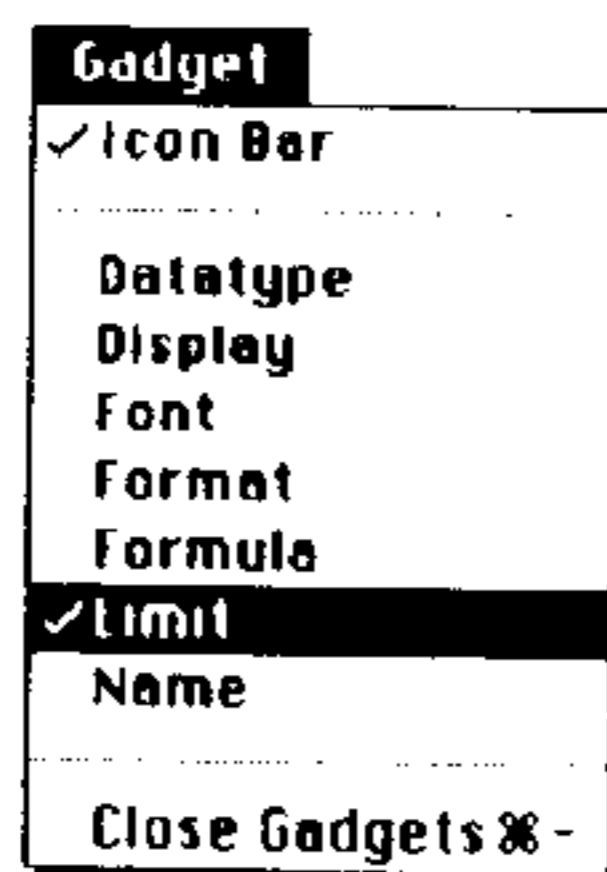 Gadget
✓Icon Bar
Datatype
Display
Font
Format
Formula
✓Limit
Name
Close Gadgets ⌘ -